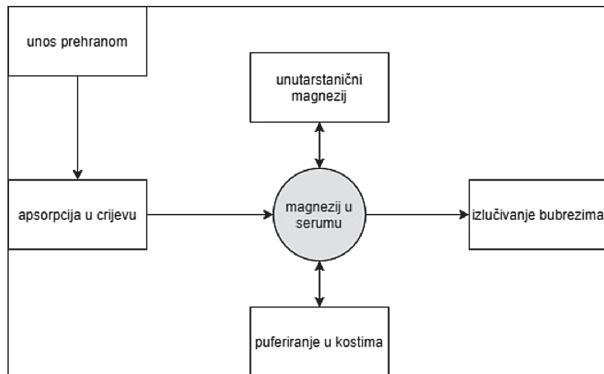 unos prehranom
unutarstanični
magnezij
apsorpcija u crijevu
magnezij u
serumu
izlučivanje bubrezima
puferiranje u kostima